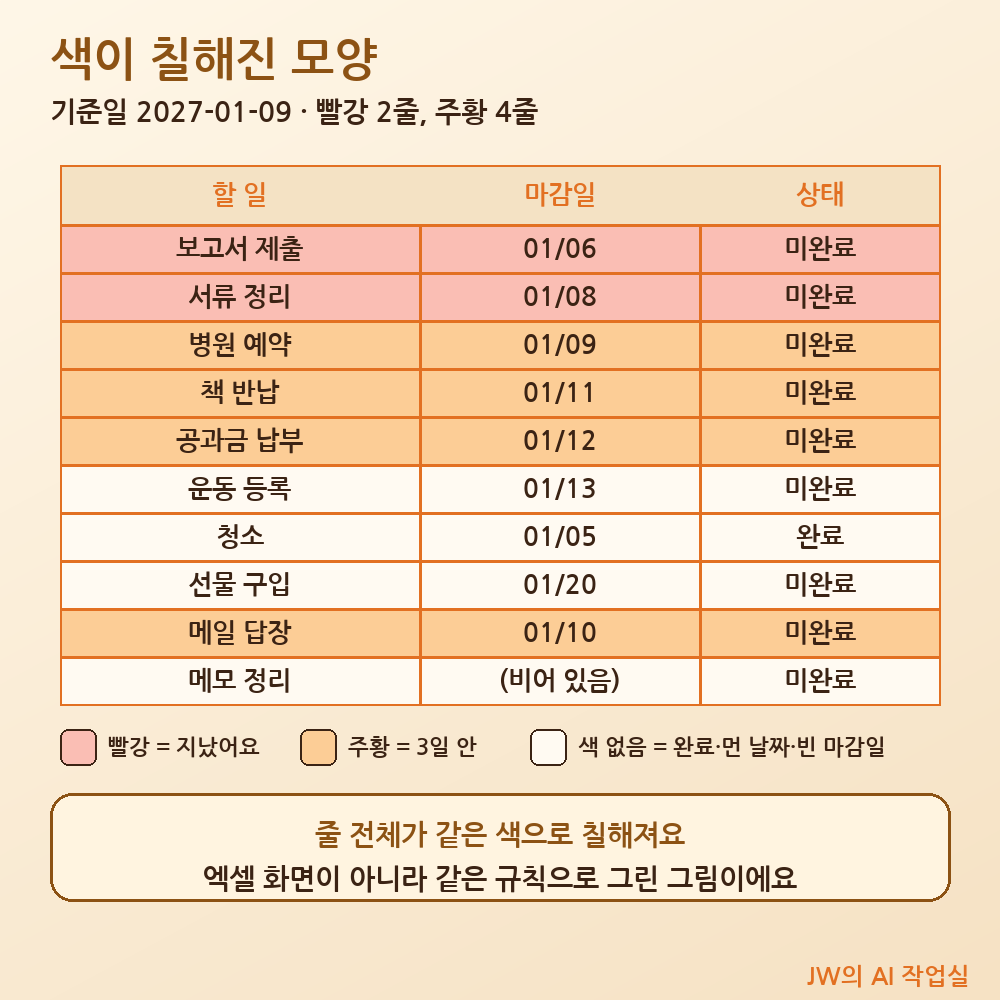 색이 칠해진 모양
기준일 2027-01-09 · 빨강 2줄, 주황 4줄
할 일 마감일 상태
보고서 제출 01/06 미완료
서류 정리 01/08 미완료
병원 예약 01/09 미완료
책 반납 01/11 미완료
공과금 납부 01/12 미완료
운동 등록 01/13 미완료
청소 01/05 완료
선물 구입 01/20 미완료
메일 답장 01/10 미완료
메모 정리 (비어 있음) 미완료
빨강 = 지났어요 주황 = 3일 안 색 없음 = 완료·먼 날짜·빈 마감일
줄 전체가 같은 색으로 칠해져요
엑셀 화면이 아니라 같은 규칙으로 그린 그림이에요
JW의 AI 작업실